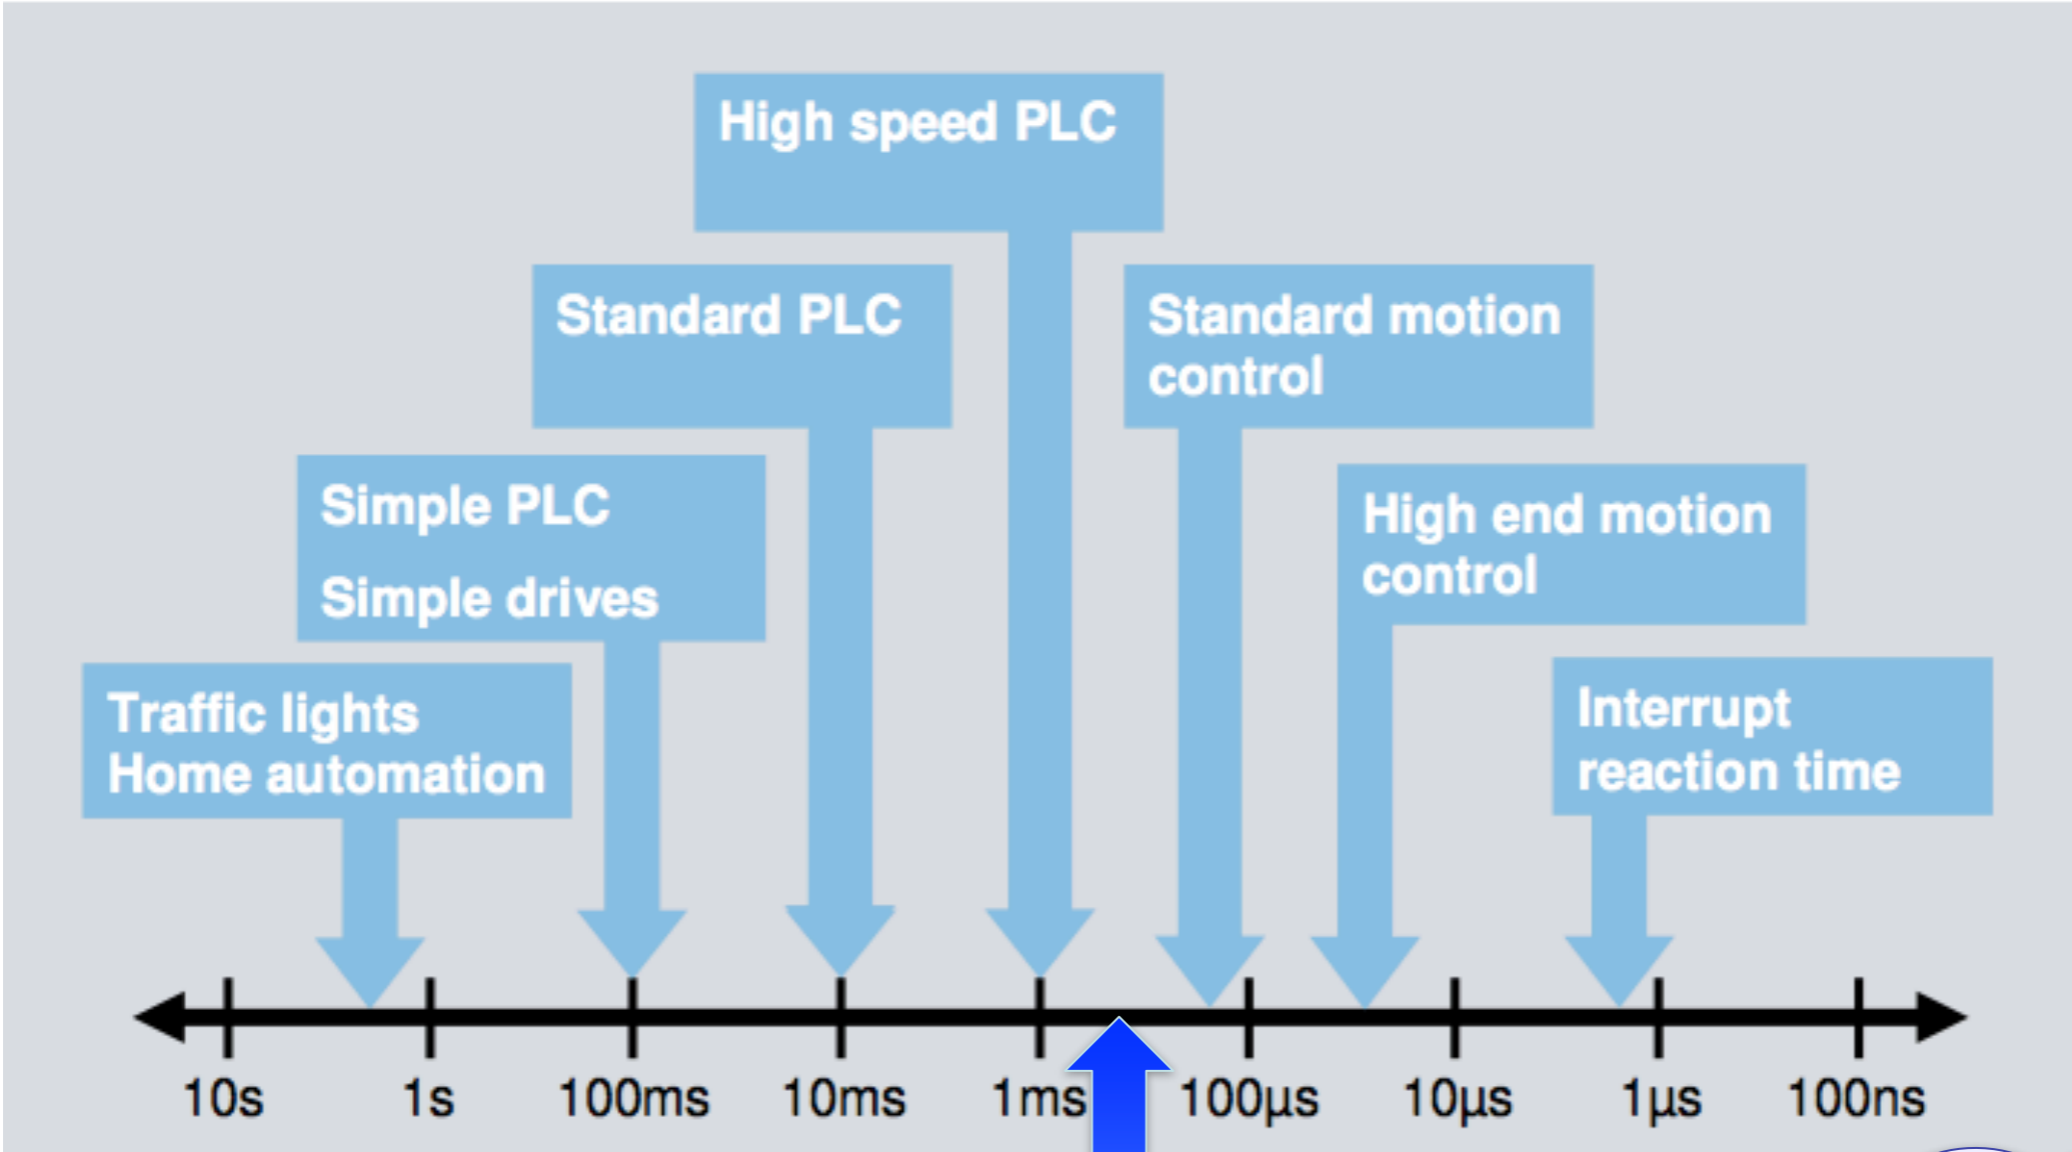 High speed PLC
Standard PLC
Standard motion
control
Simple PLC
Simple drives
High end motion
control
Traffic lights
Home automation
Interrupt
reaction time
10s
1s
100ms
10ms
1ms
100µs
10µs
1µs
100ns